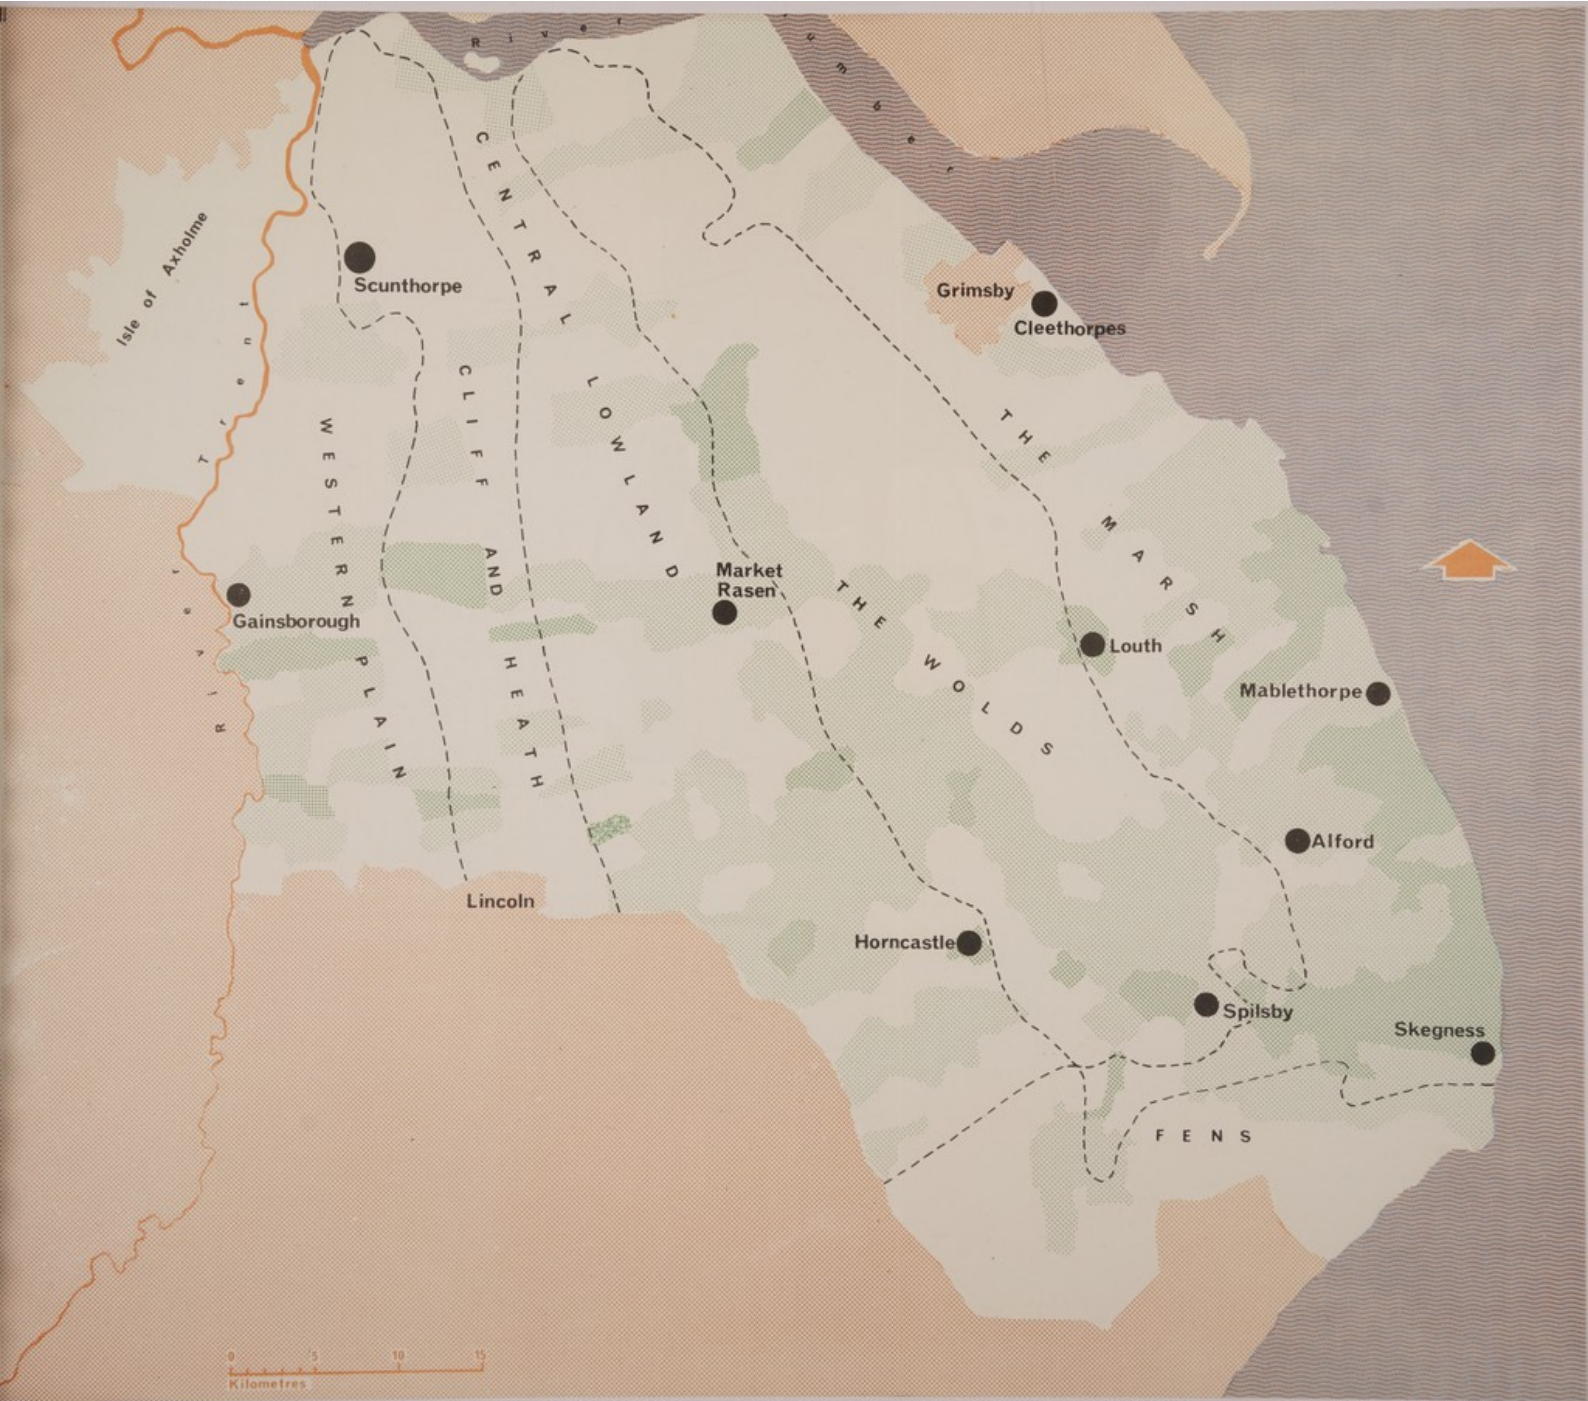 River
umber
Isle of Axholme
CENTRAL LOWLAND
Scunthorpe
Grimsby
Cleethorpes
River Trent
WESTERN PLAIN
CLIFF AND HEATH
THE MARSH
Market
Rasen
THE WOLDS
Gainsborough
Louth
Mablethorpe
Alford
Lincoln
Horncastle
Spilsby
Skegness
FENS
0 5 10 15
Kilometres